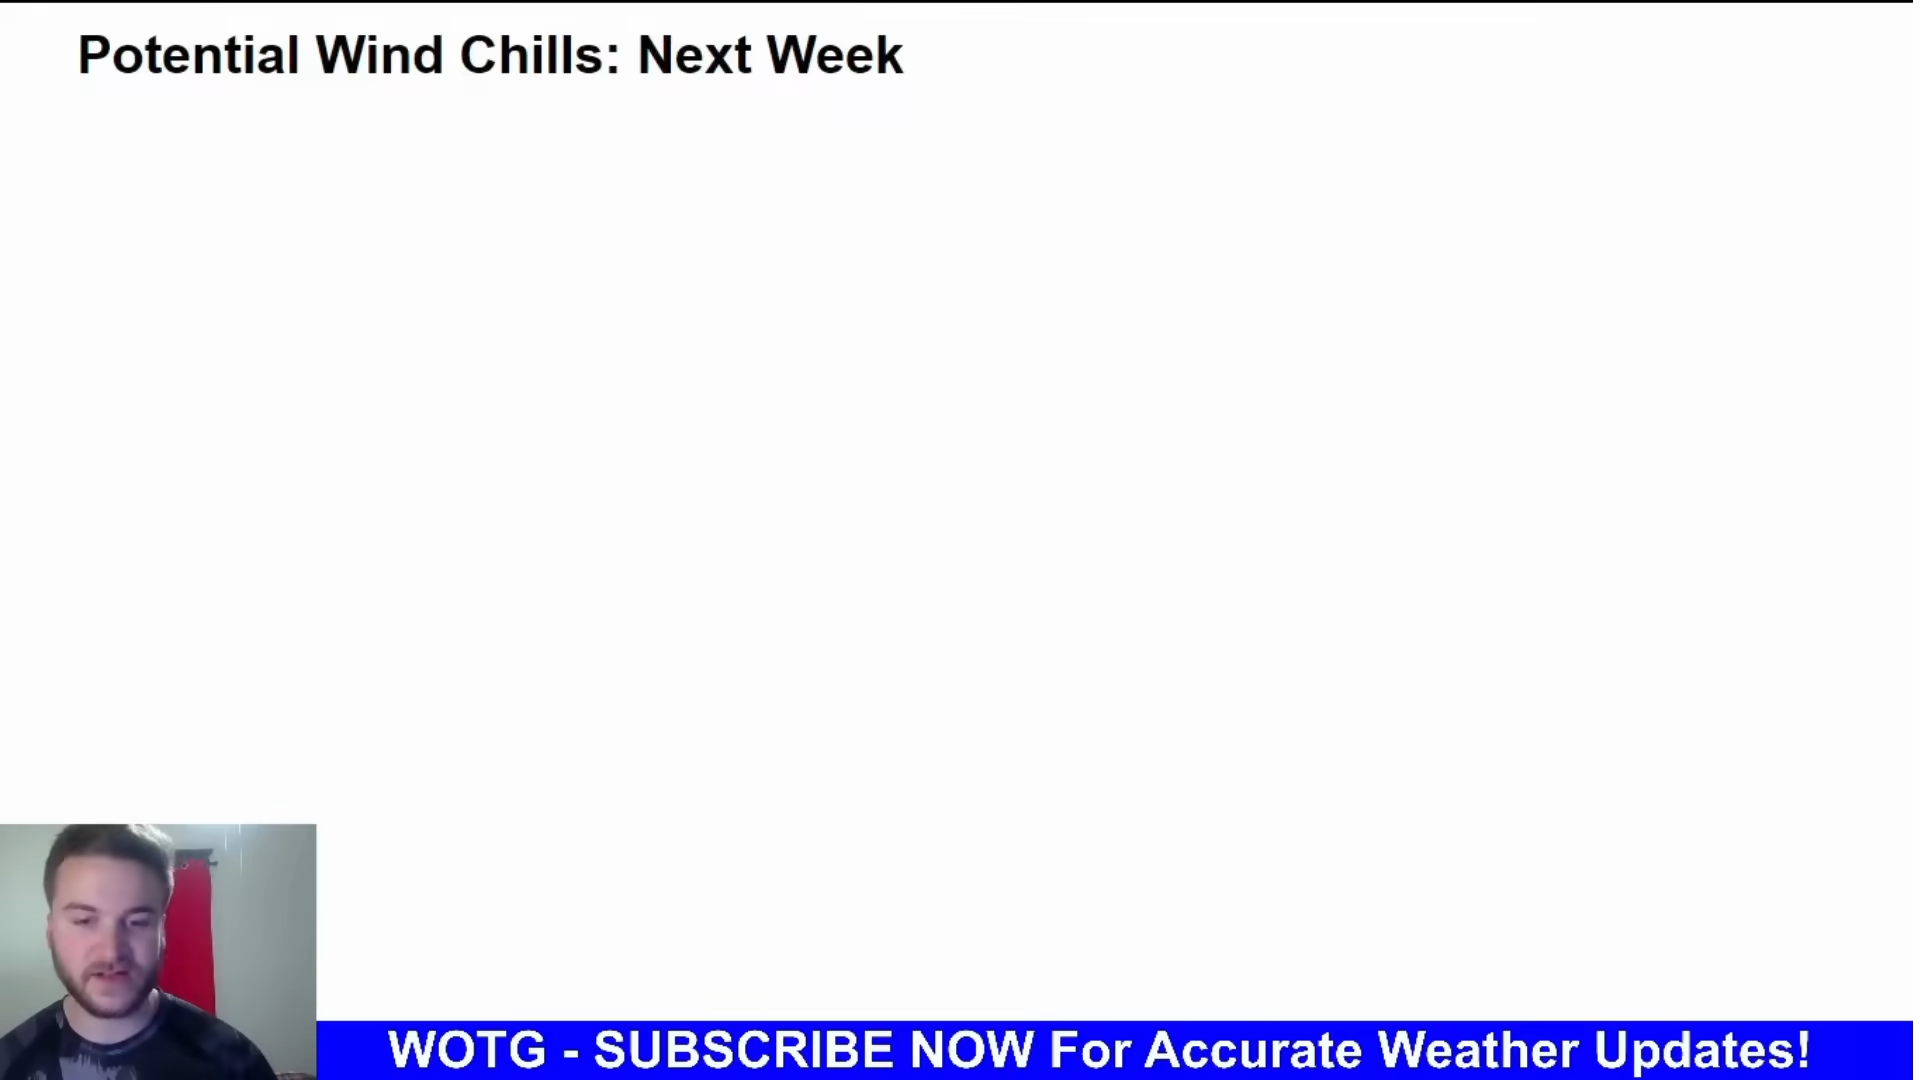 Potential Wind Chills: Next Week
WOTG - SUBSCRIBE NOW For Accurate Weather Updates!